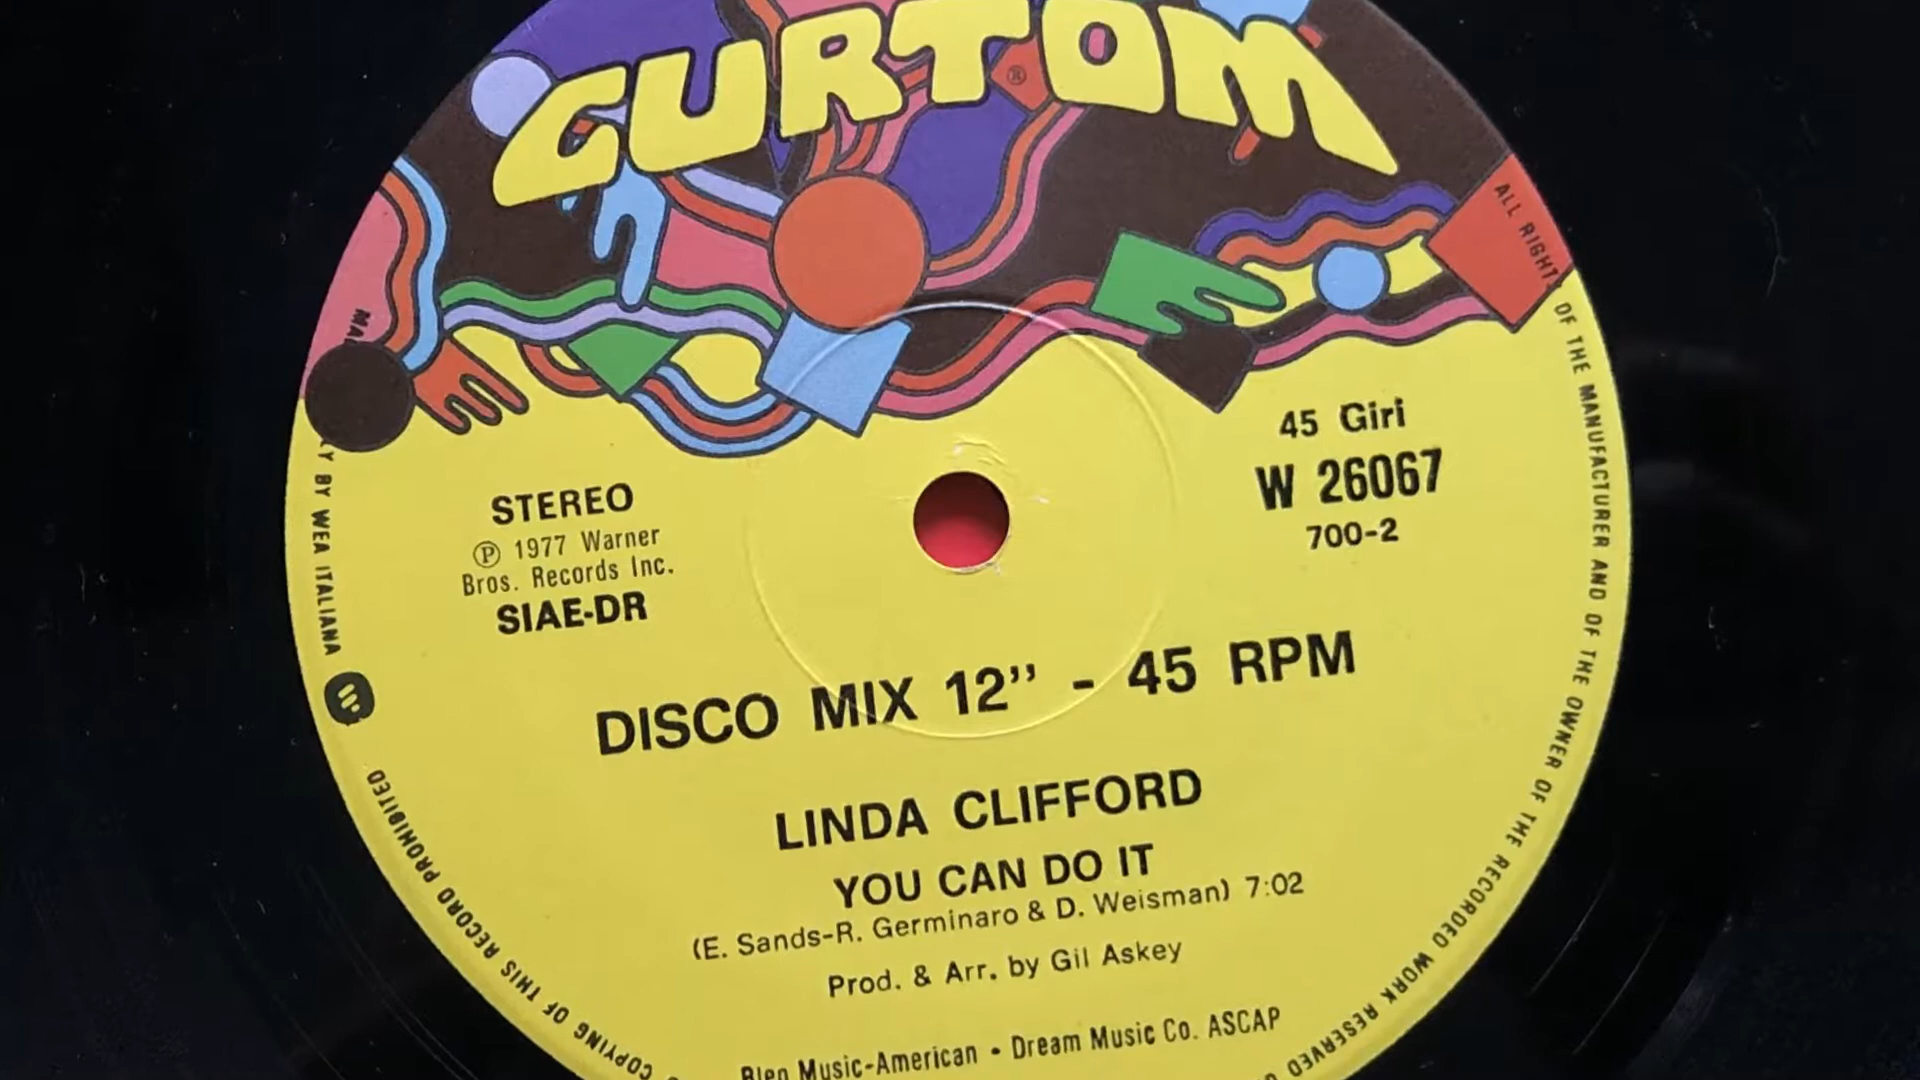 CURTOM
®
STEREO
Ⓟ 1977 Warner
Bros. Records Inc.
SIAE-DR
45 Giri
W 26067
700-2
DISCO MIX 12" - 45 RPM
LINDA CLIFFORD
YOU CAN DO IT
(E. Sands-R. Germinaro & D. Weisman) 7:02
Prod. & Arr. by Gil Askey
Music-American • Dream Music Co. ASCAP
BY WEA ITALIANA
ALL RIGHTS OF THE MANUFACTURER AND OF THE OWNER OF THE RECORDED WORK RESERVED
COPYING OF THIS RECORD PROHIBITED